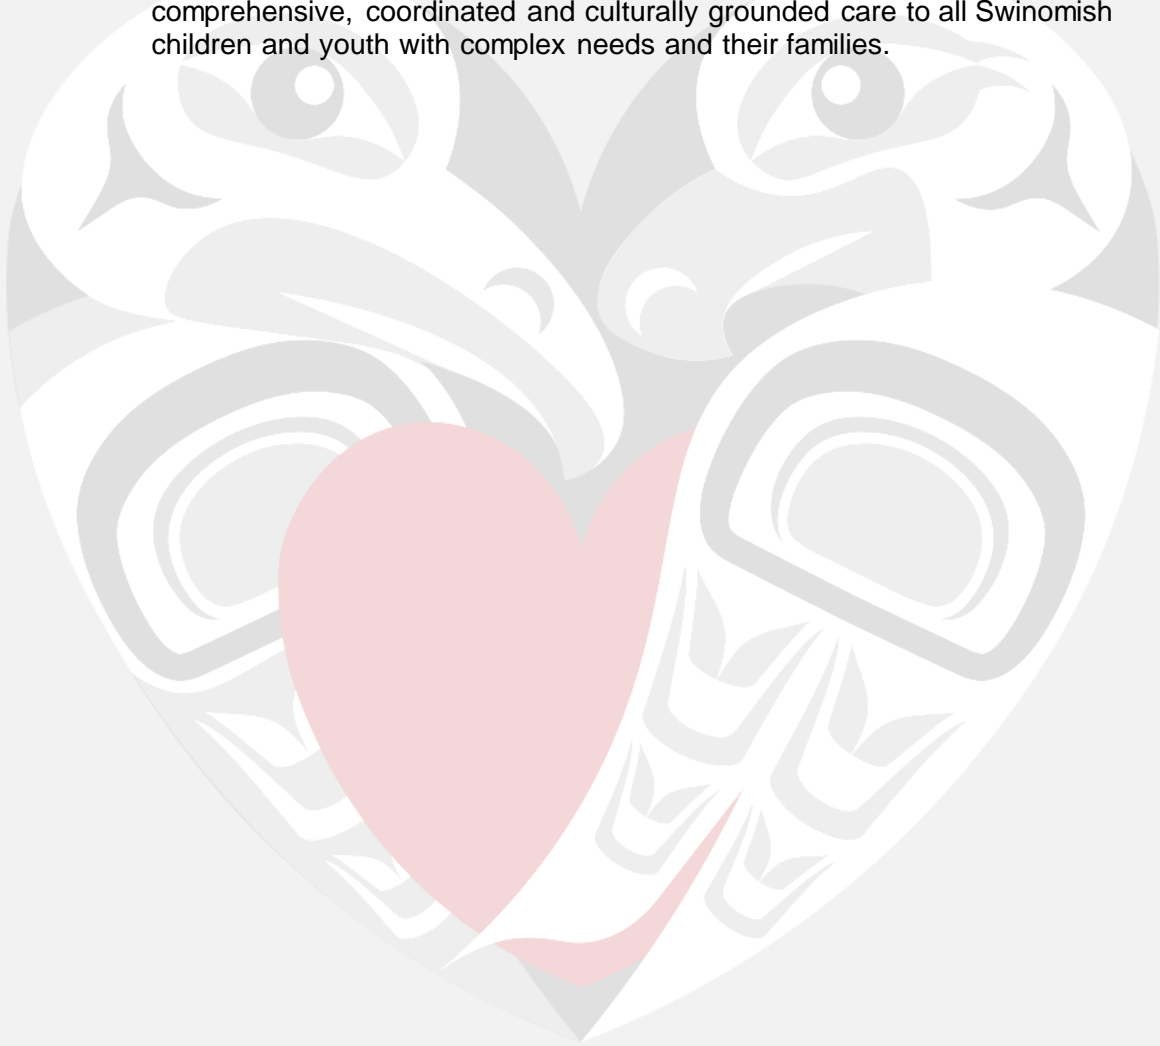 comprehensive, coordinated and culturally grounded care to all Swinomish
children and youth with complex needs and their families.